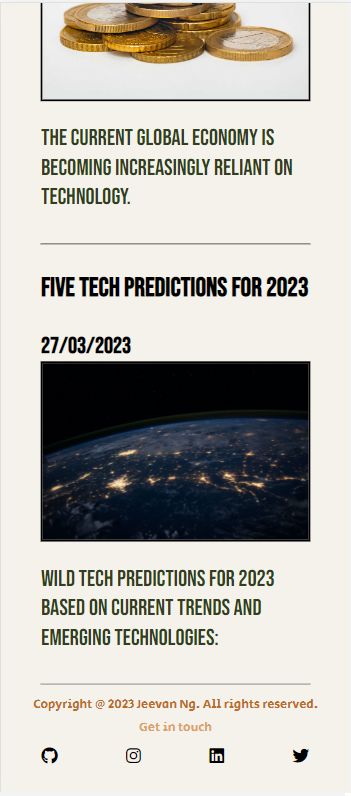 THE CURRENT GLOBAL ECONOMY IS
BECOMING INCREASINGLY RELIANT ON
TECHNOLOGY.
FIVE TECH PREDICTIONS FOR 2023
27/03/2023
WILD TECH PREDICTIONS FOR 2023
BASED ON CURRENT TRENDS AND
EMERGING TECHNOLOGIES:
Copyright @ 2023 Jeevan Ng. All rights reserved.
Get in touch